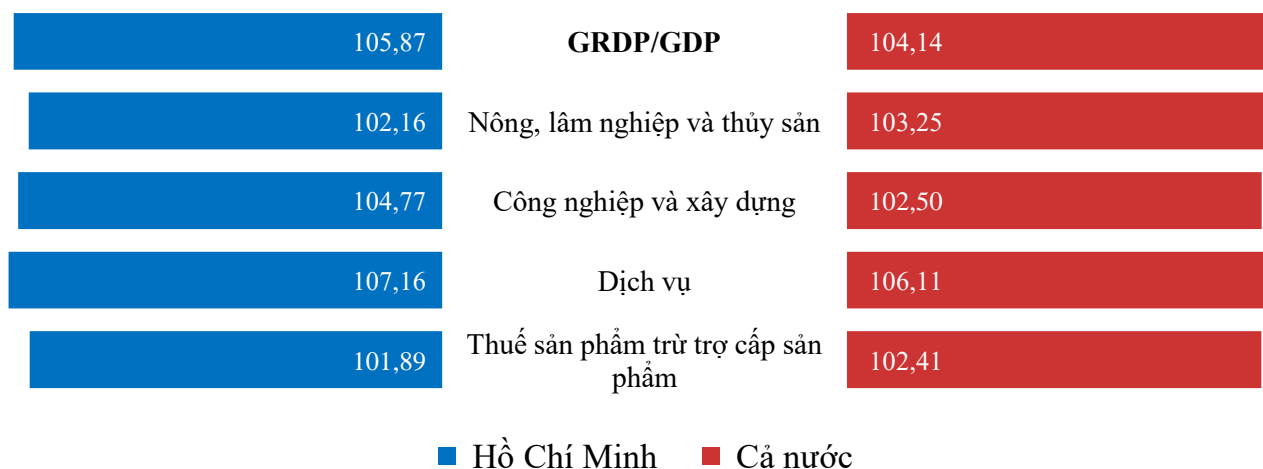 105,87 GRDP/GDP 104,14
102,16 Nông, lâm nghiệp và thủy sản 103,25
104,77 Công nghiệp và xây dựng 102,50
107,16 Dịch vụ 106,11
101,89 Thuế sản phẩm trừ trợ cấp sản 102,41
phẩm
Hồ Chí Minh Cả nước